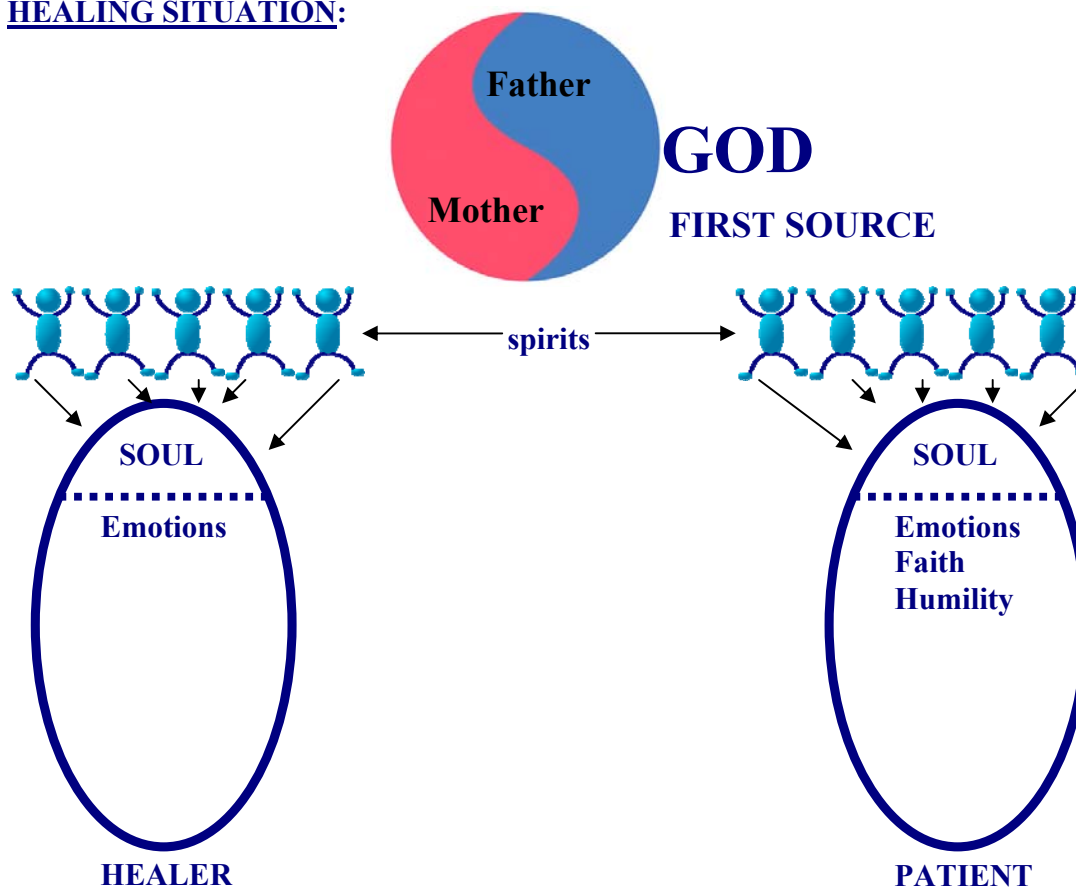 HEALING SITUATION:
Father
GOD
Mother
FIRST SOURCE
spirits
SOUL
Emotions
HEALER
SOUL
Emotions
Faith
Humility
PATIENT